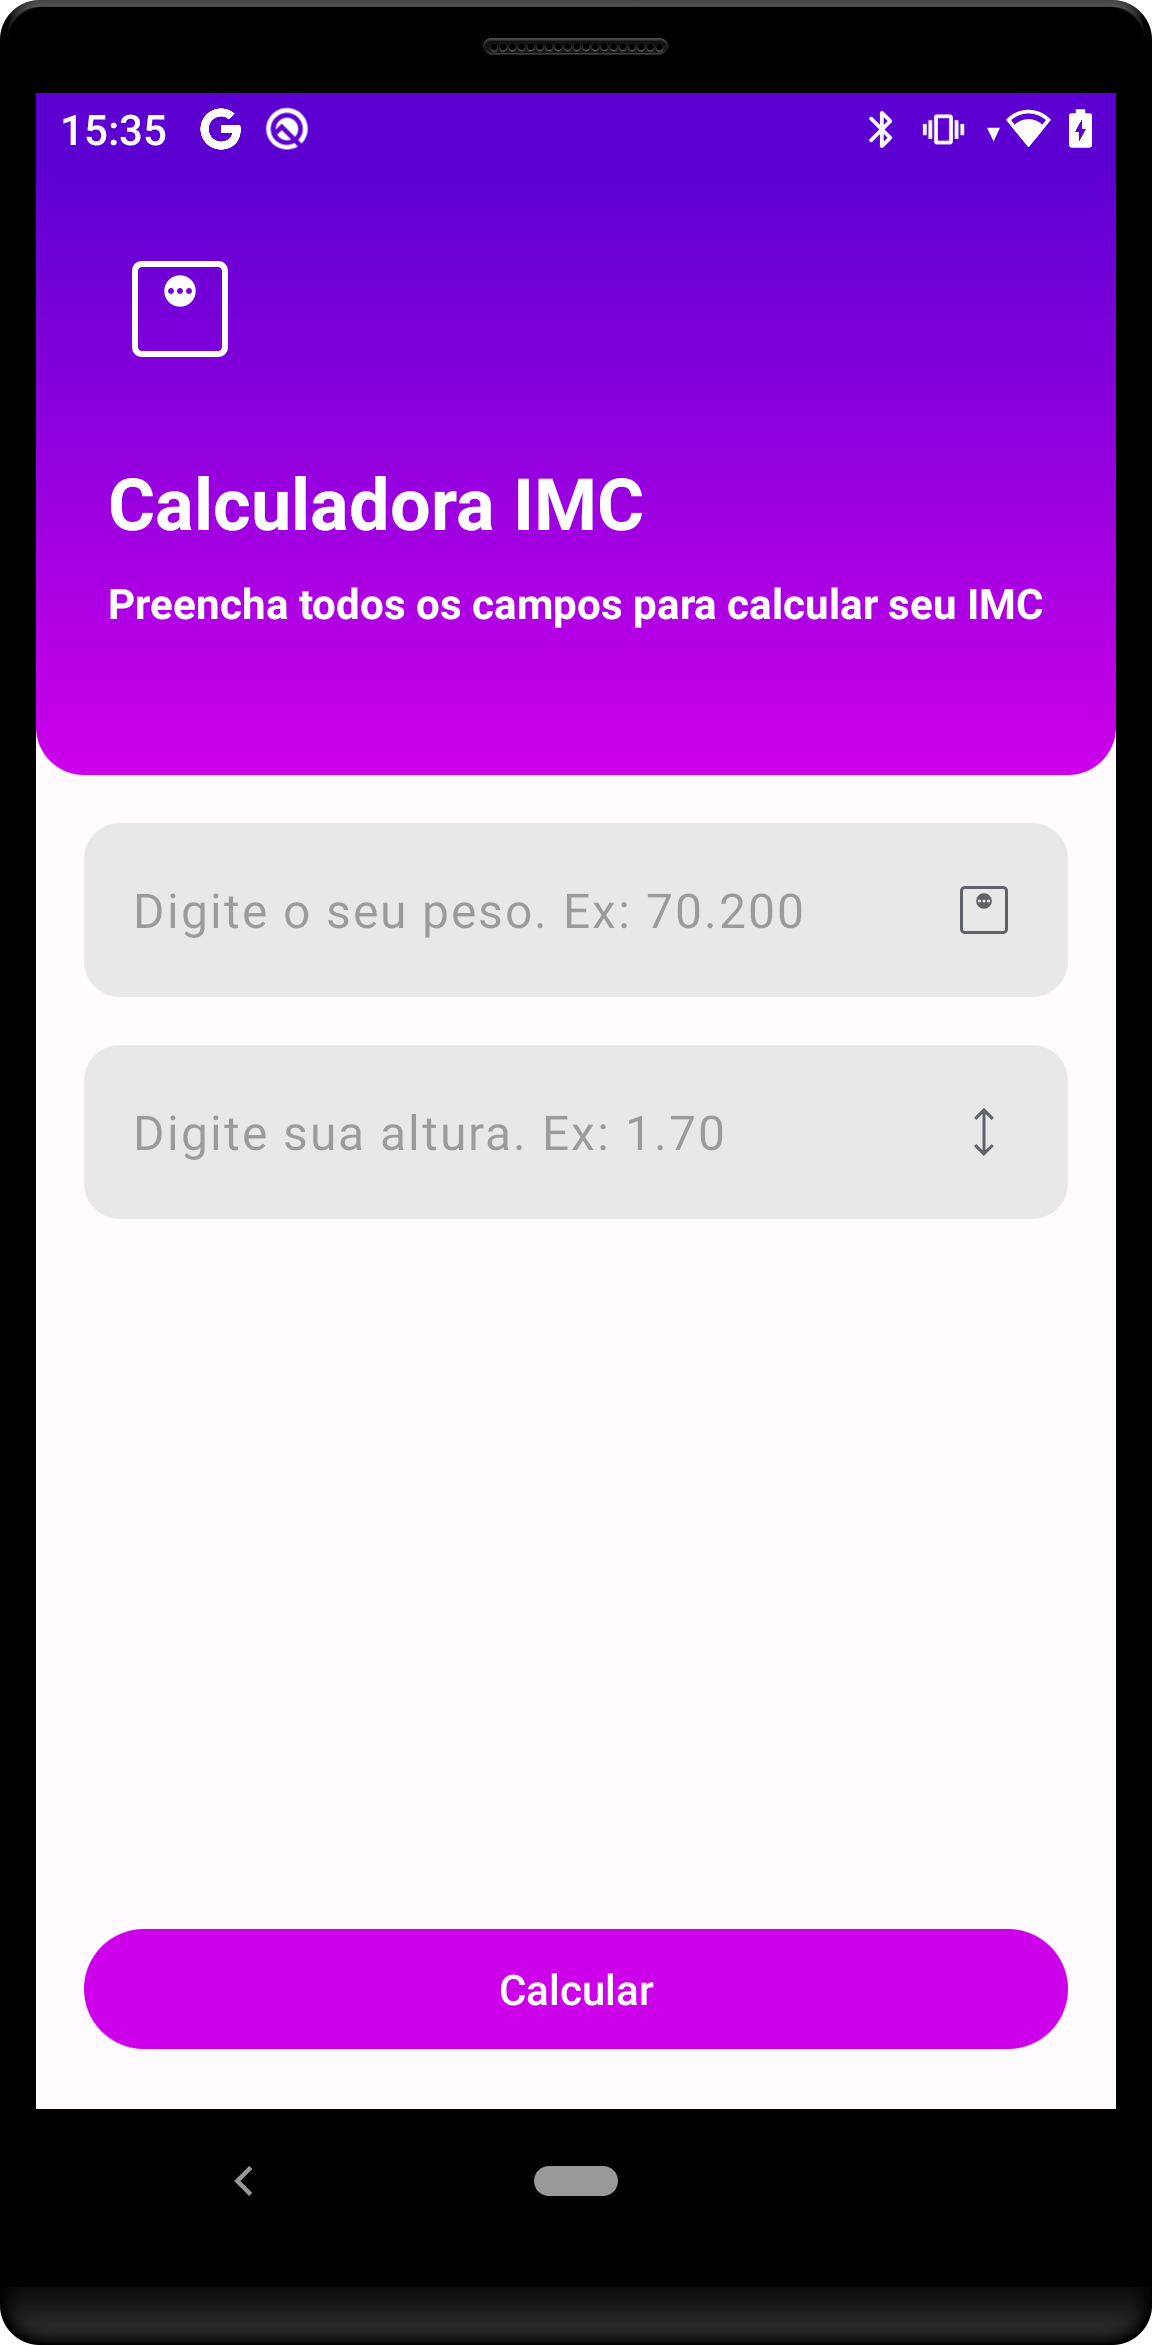 15:35
Calculadora IMC
Preencha todos os campos para calcular seu IMC
Digite o seu peso. Ex: 70.200
Digite sua altura. Ex: 1.70
Calcular